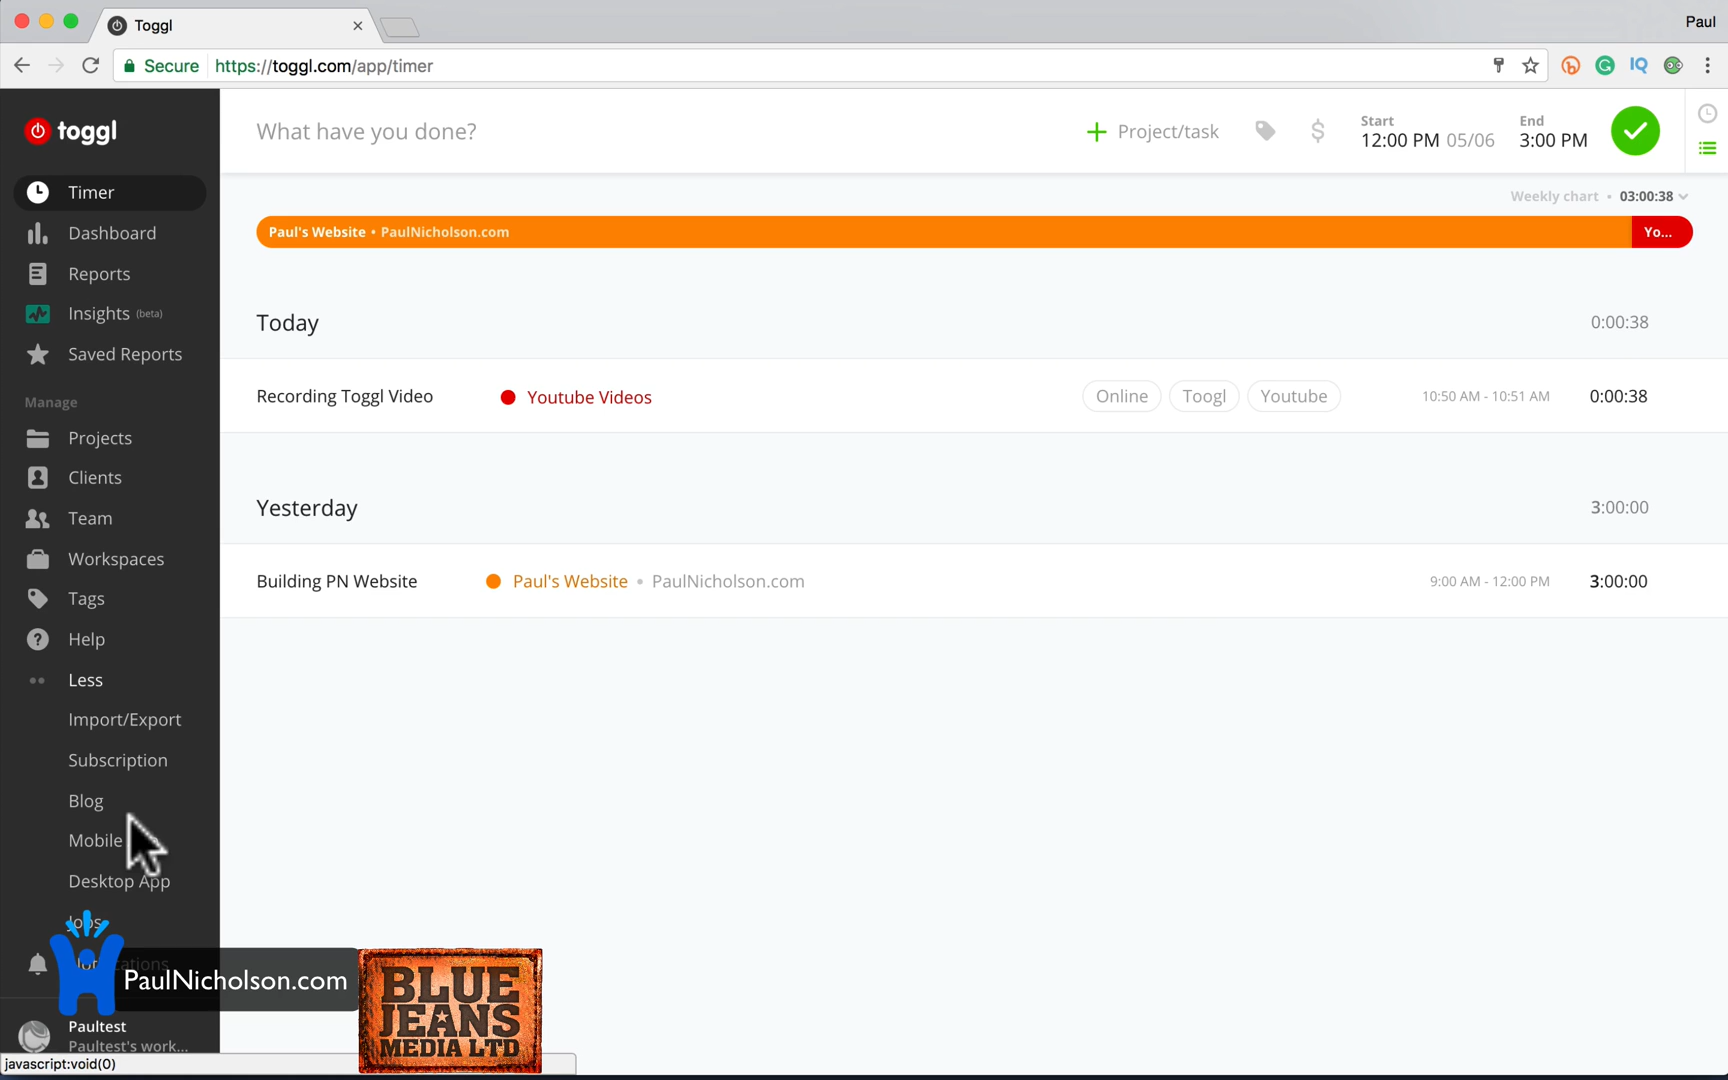 Toggl
Paul
Secure
https://toggl.com/app/timer
IQ
toggl
What have you done?
Project/task
$
Start
12:00 PM 05/06
End
3:00 PM
Timer
Dashboard
Reports
Insights (beta)
Saved Reports
Manage
Projects
Clients
Team
Workspaces
Tags
Help
Less
Import/Export
Subscription
Blog
Mobile
Desktop App
Jobs
Weekly chart • 03:00:38
Paul's Website • PaulNicholson.com
Yo...
Today
0:00:38
Recording Toggl Video
Youtube Videos
Online
Toogl
Youtube
10:50 AM - 10:51 AM
0:00:38
Yesterday
3:00:00
Building PN Website
Paul's Website • PaulNicholson.com
9:00 AM - 12:00 PM
3:00:00
PaulNicholson.com
BLUE
JEANS
MEDIA LTD
Paultest
Paultest's work...
javascript:void(0)